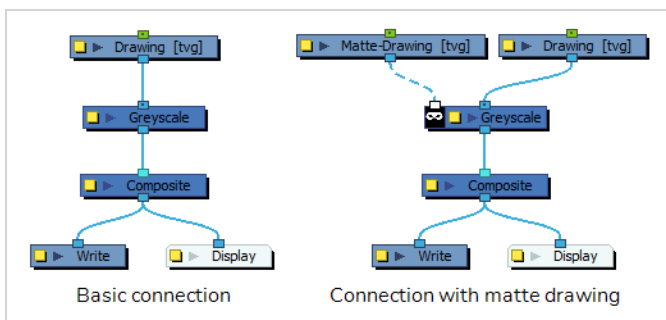 Drawing [tvg]
Greyscale
Composite
Write
Display
Basic connection
Matte-Drawing [tvg]
Drawing [tvg]
Greyscale
Composite
Write
Display
Connection with matte drawing